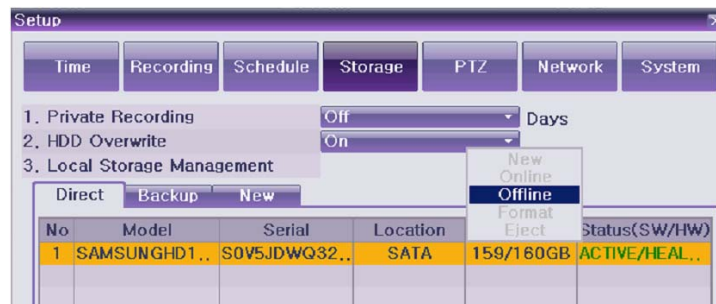 Setup
Time Recording Schedule Storage PTZ Network System
1. Private Recording Off Days
2. HDD Overwrite On
3. Local Storage Management
New
Online
Offline
Format
Eject
Direct Backup New
No Model Serial Location Status(SW/HW)
1 SAMSUNGHD1.. S0V5JDWQ32.. SATA 159/160GB ACTIVE/HEAL..